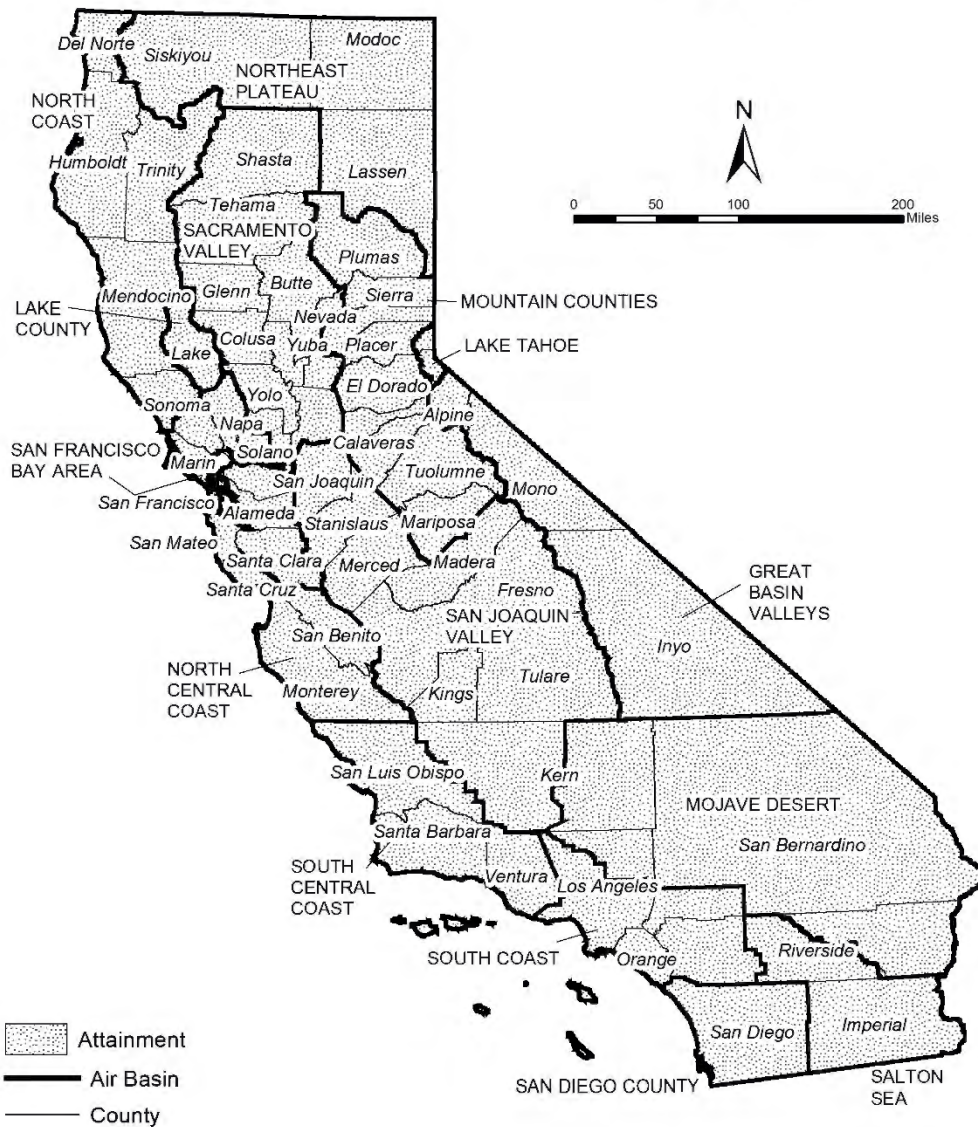 Del Norte
Siskiyou
Modoc
NORTHEAST
PLATEAU
NORTH
COAST
N
Humboldt
Trinity
Shasta
Lassen
Tehama
0 50 100 200
Miles
SACRAMENTO
VALLEY
Plumas
Glenn
Butte
Mendocino
Sierra
MOUNTAIN COUNTIES
LAKE
COUNTY
Nevada
Colusa
Yuba
Placer
LAKE TAHOE
Lake
El Dorado
Yolo
Sonoma
Alpine
Napa
Calaveras
SAN FRANCISCO
BAY AREA
Solano
Marin
Tuolumne
San Joaquin
Mono
San Francisco
Alameda
Stanislaus
Mariposa
San Mateo
Santa Clara
Merced
Madera
GREAT
BASIN
VALLEYS
Santa Cruz
Fresno
SAN JOAQUIN
VALLEY
San Benito
Inyo
NORTH
CENTRAL
COAST
Tulare
Monterey
Kings
San Luis Obispo
Kern
MOJAVE DESERT
Santa Barbara
San Bernardino
SOUTH
CENTRAL
COAST
Ventura
Los Angeles
SOUTH COAST
Orange
Riverside
San Diego
Imperial
Attainment
Air Basin
County
SAN DIEGO COUNTY
SALTON
SEA